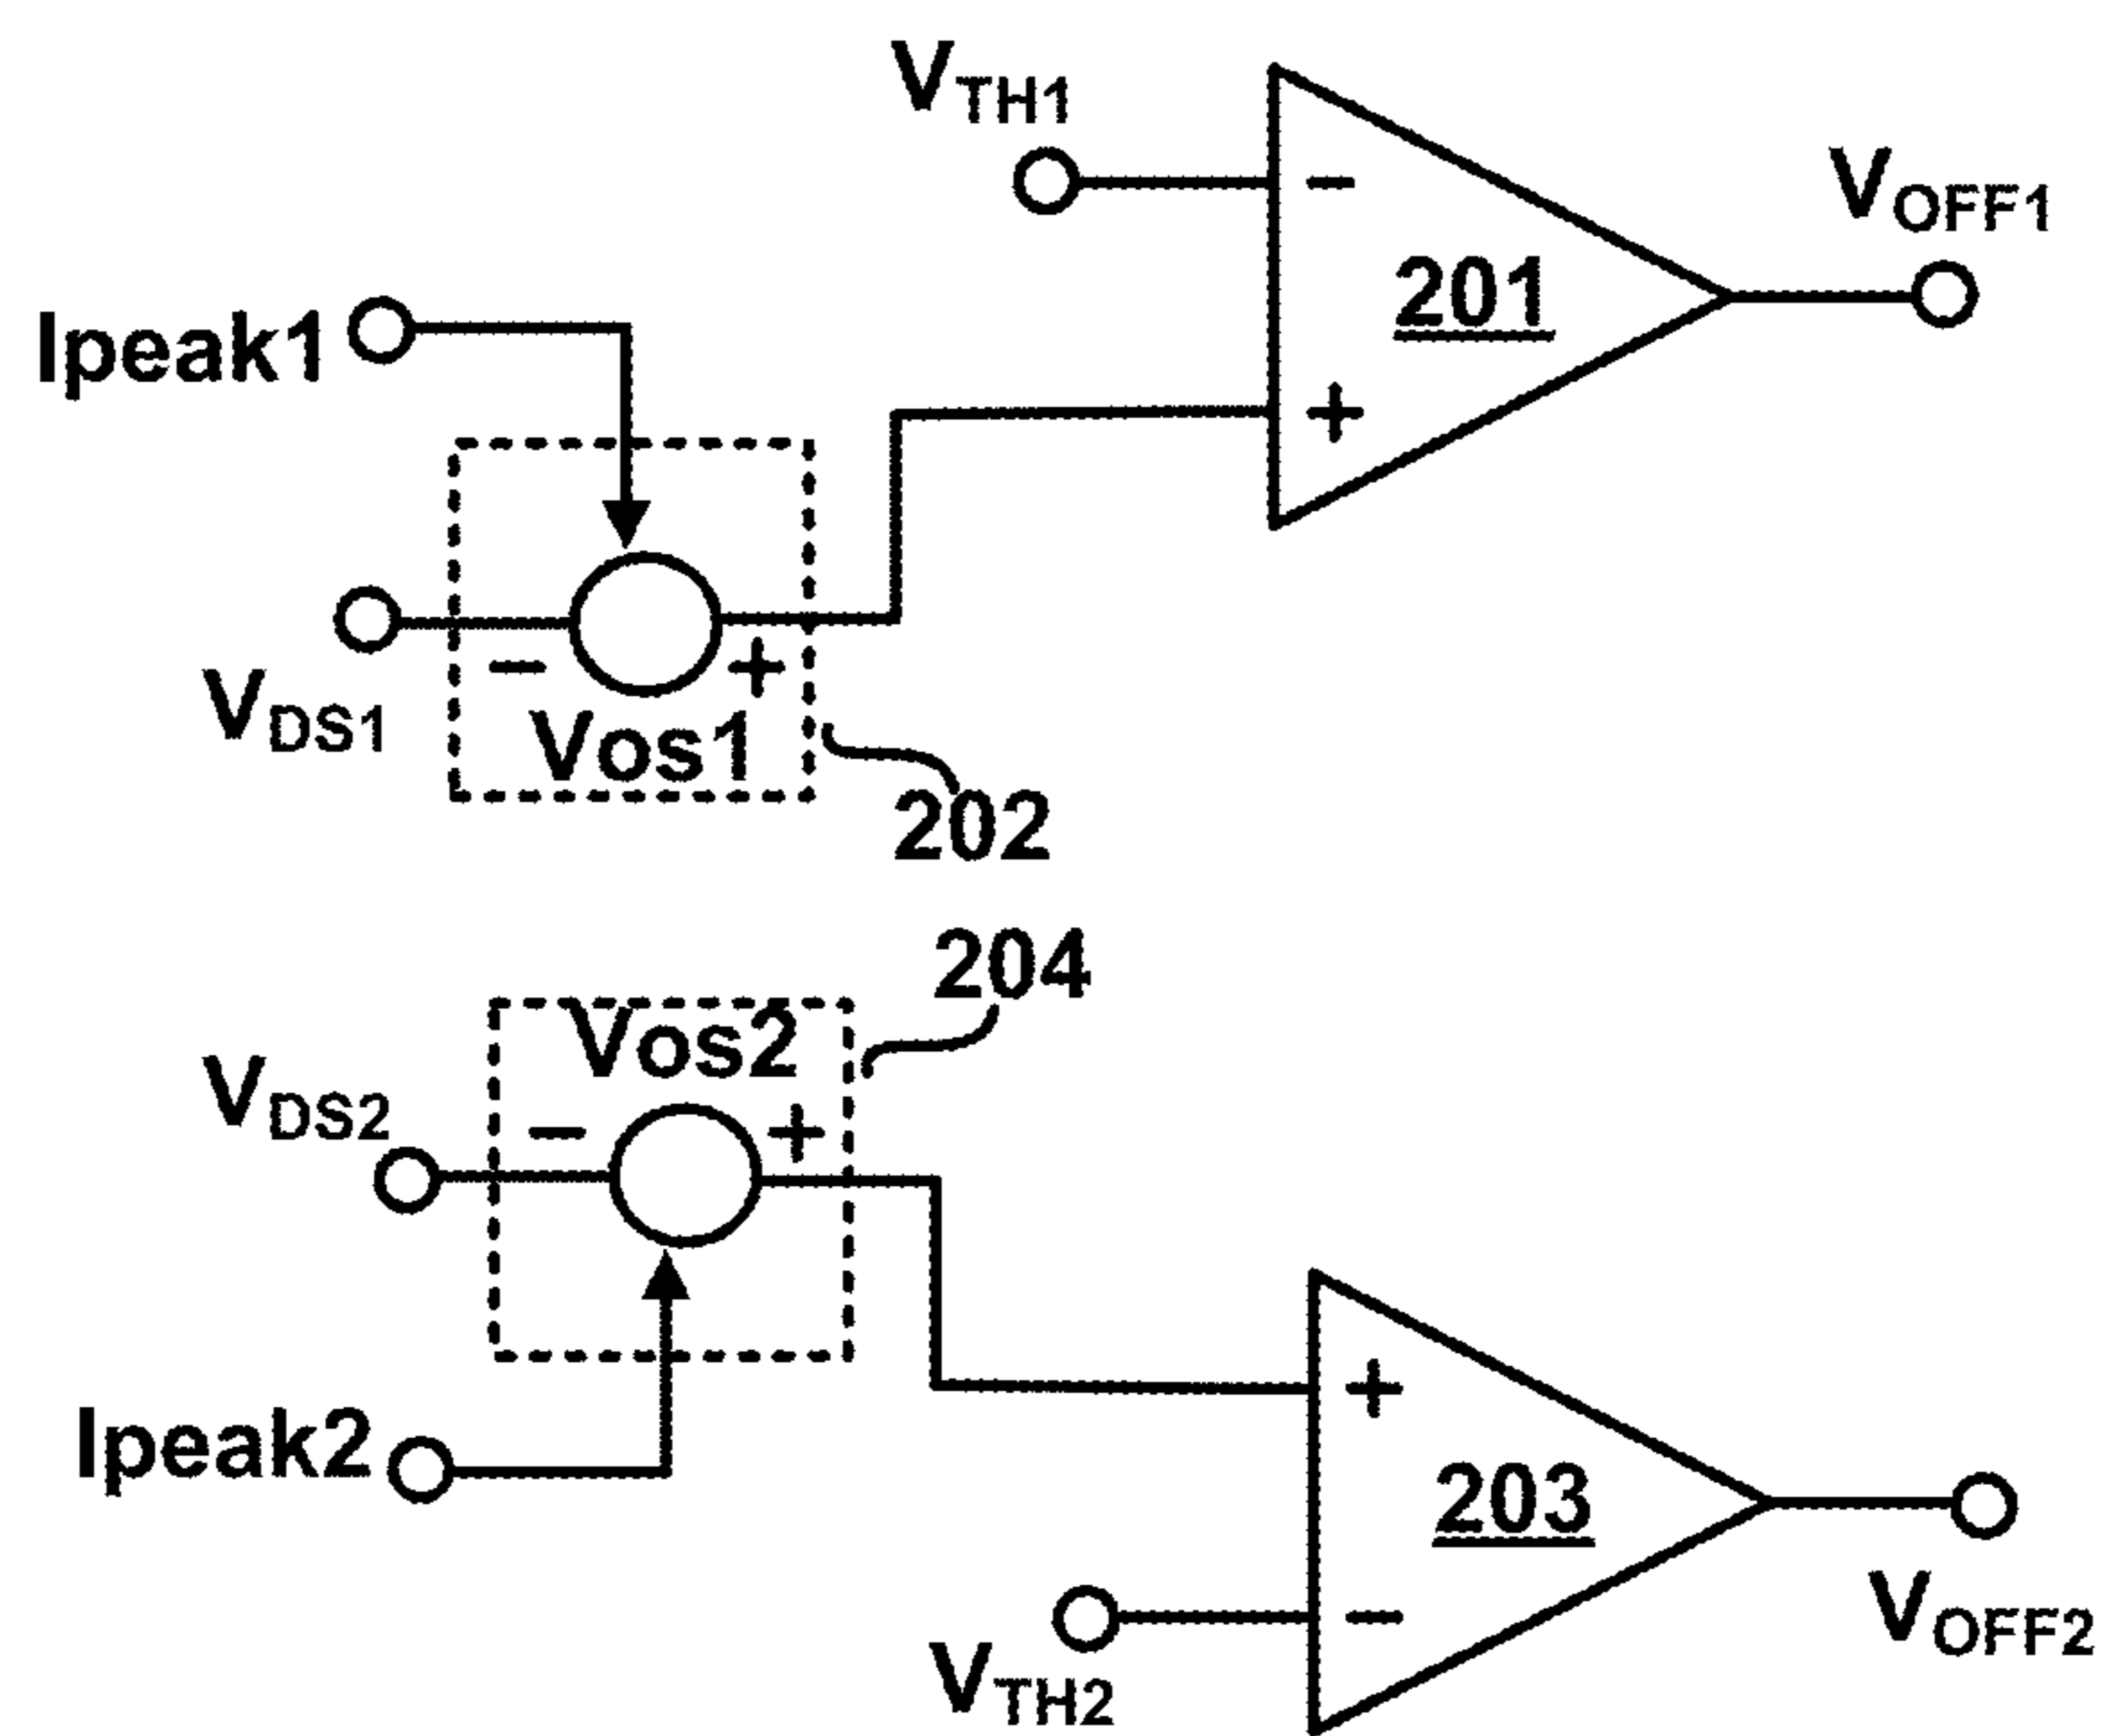 VTH1
VOFF1
201
Ipeak1
−
+
VDS1
−
+
Vos1
202
204
Vos2
VDS2
−
+
Ipeak2
+
203
−
VOFF2
VTH2